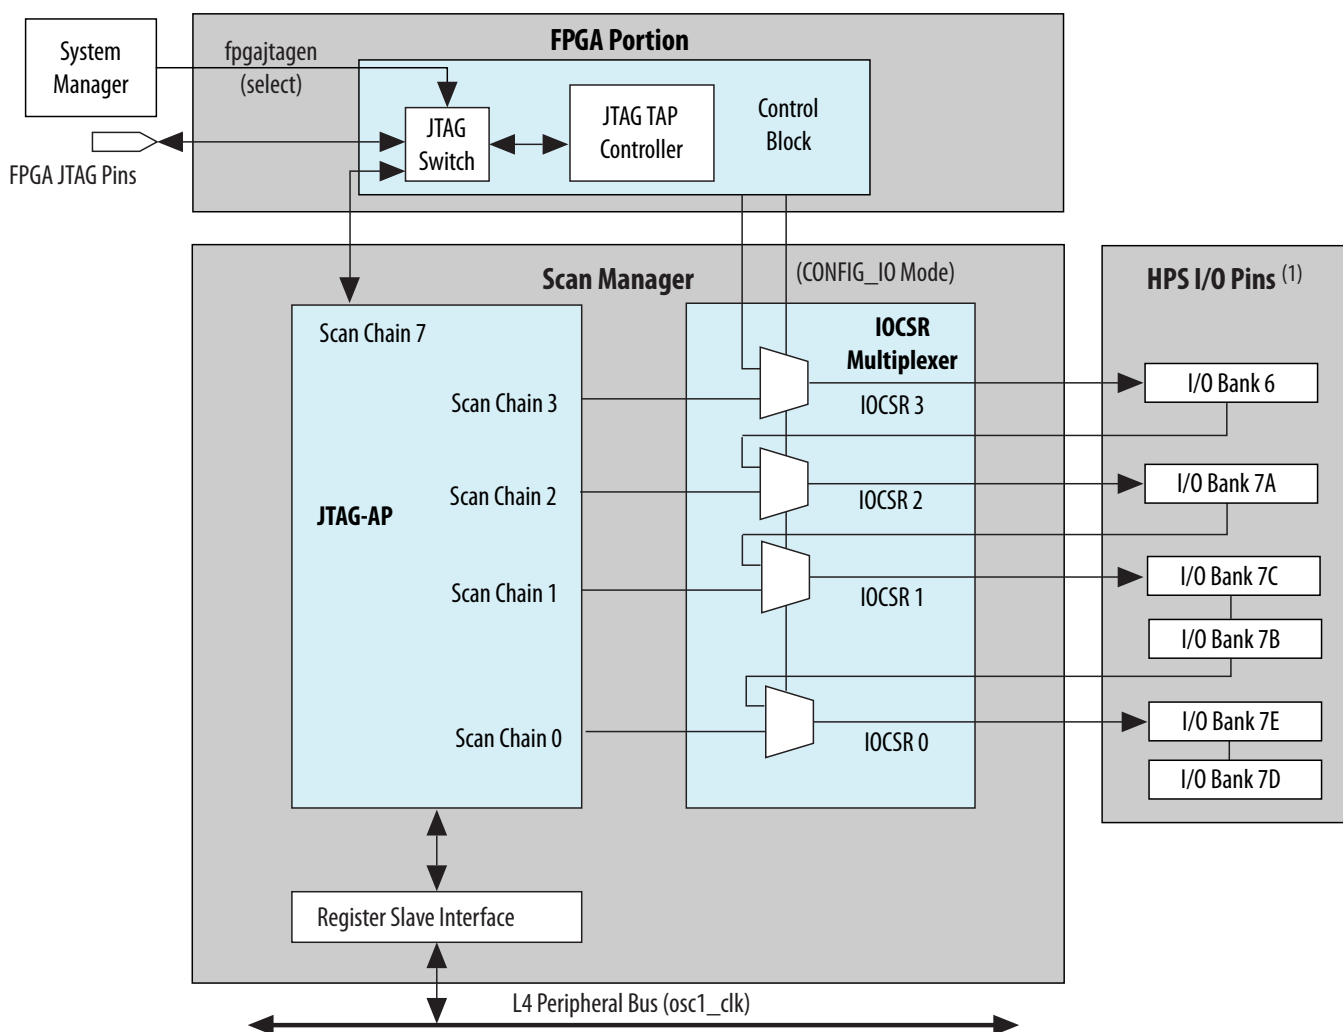 System
Manager
fpgajtagen
(select)
FPGA Portion
JTAG
Switch
JTAG TAP
Controller
Control
Block
FPGA JTAG Pins
Scan Manager
(CONFIG_IO Mode)
HPS I/O Pins (1)
Scan Chain 7
IOCSR
Multiplexer
Scan Chain 3
IOCSR 3
I/O Bank 6
Scan Chain 2
IOCSR 2
I/O Bank 7A
JTAG-AP
Scan Chain 1
IOCSR 1
I/O Bank 7C
I/O Bank 7B
Scan Chain 0
IOCSR 0
I/O Bank 7E
I/O Bank 7D
Register Slave Interface
L4 Peripheral Bus (osc1_clk)